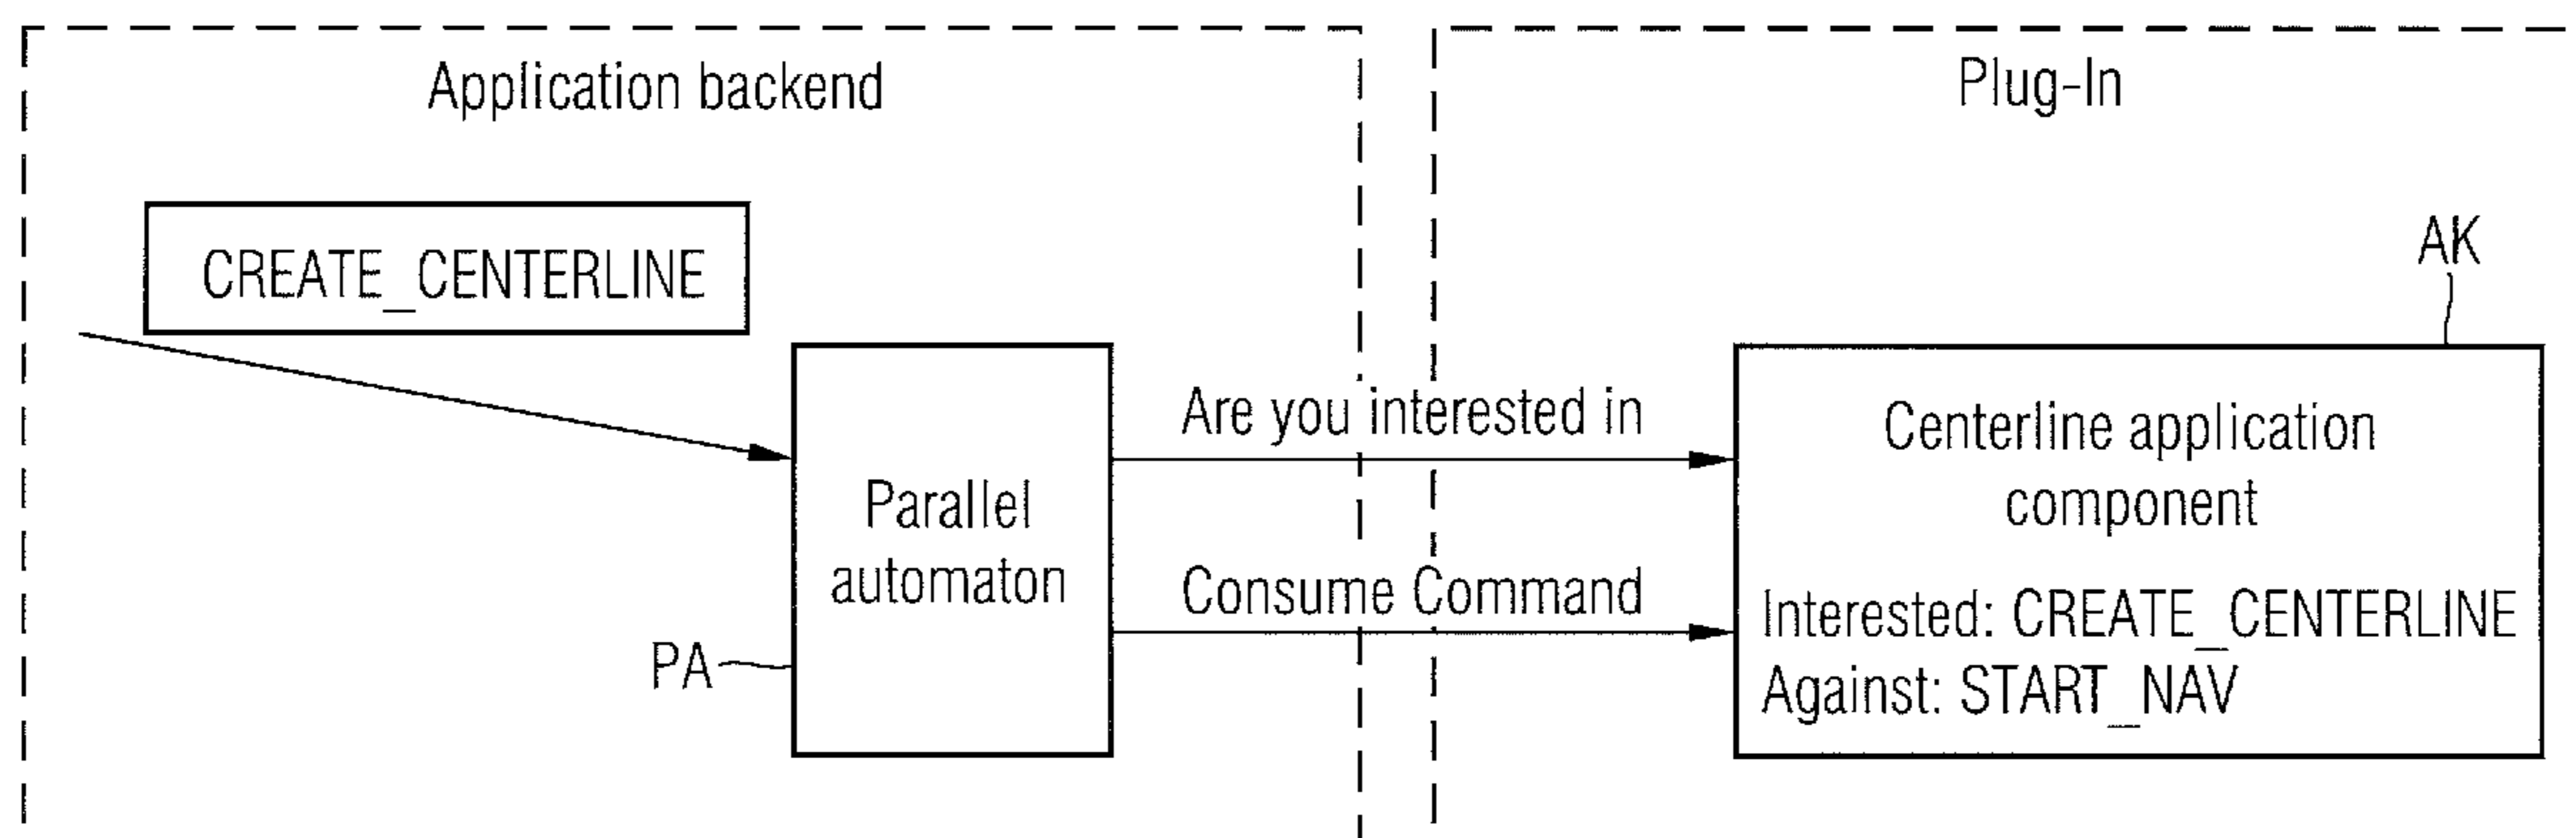 Application backend
Plug-In
CREATE_CENTERLINE
AK
Are you interested in
Centerline application
component
Parallel
automaton
Consume Command
Interested: CREATE_CENTERLINE
PA
Against: START_NAV